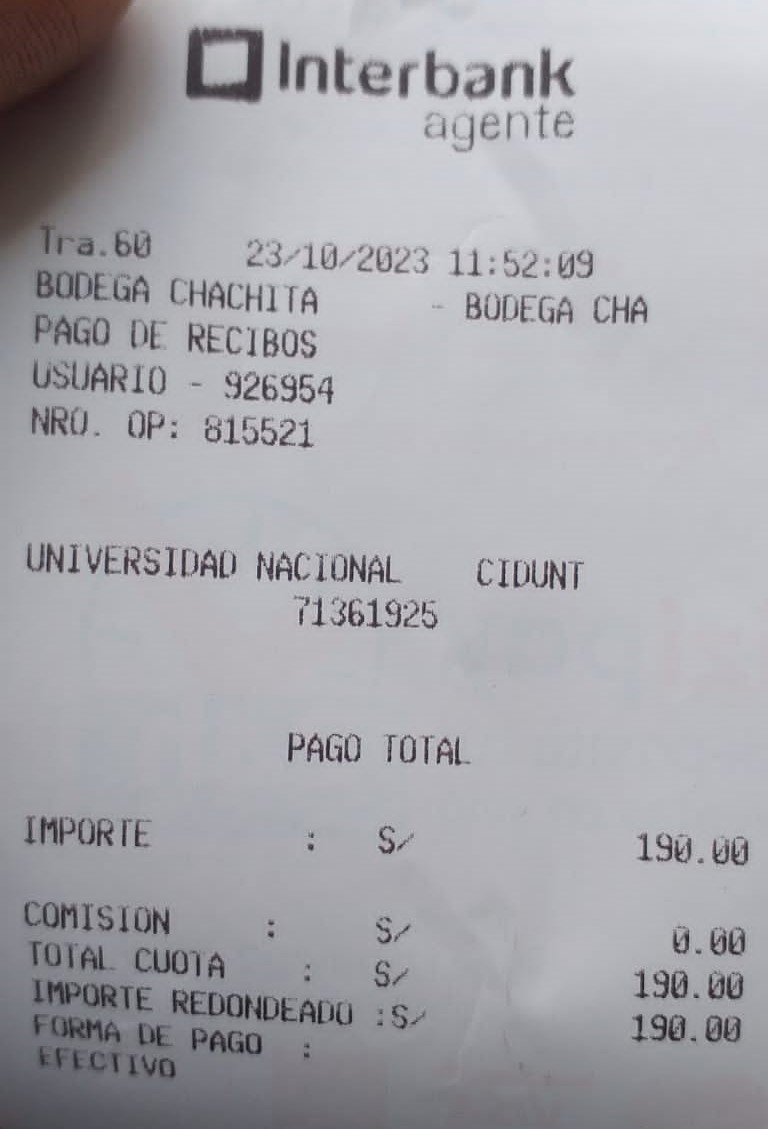 Interbank
agente
Tra.60 23/10/2023 11:52:09
BODEGA CHACHITA - BODEGA CHA
PAGO DE RECIBOS
USUARIO - 926954
NRO. OP: 815521
UNIVERSIDAD NACIONAL CIDUNT
71361925
PAGO TOTAL
IMPORTE : S/ 190.00
COMISION : S/ 0.00
TOTAL CUOTA : S/ 190.00
IMPORTE REDONDEADO :S/ 190.00
FORMA DE PAGO :
EFECTIVO